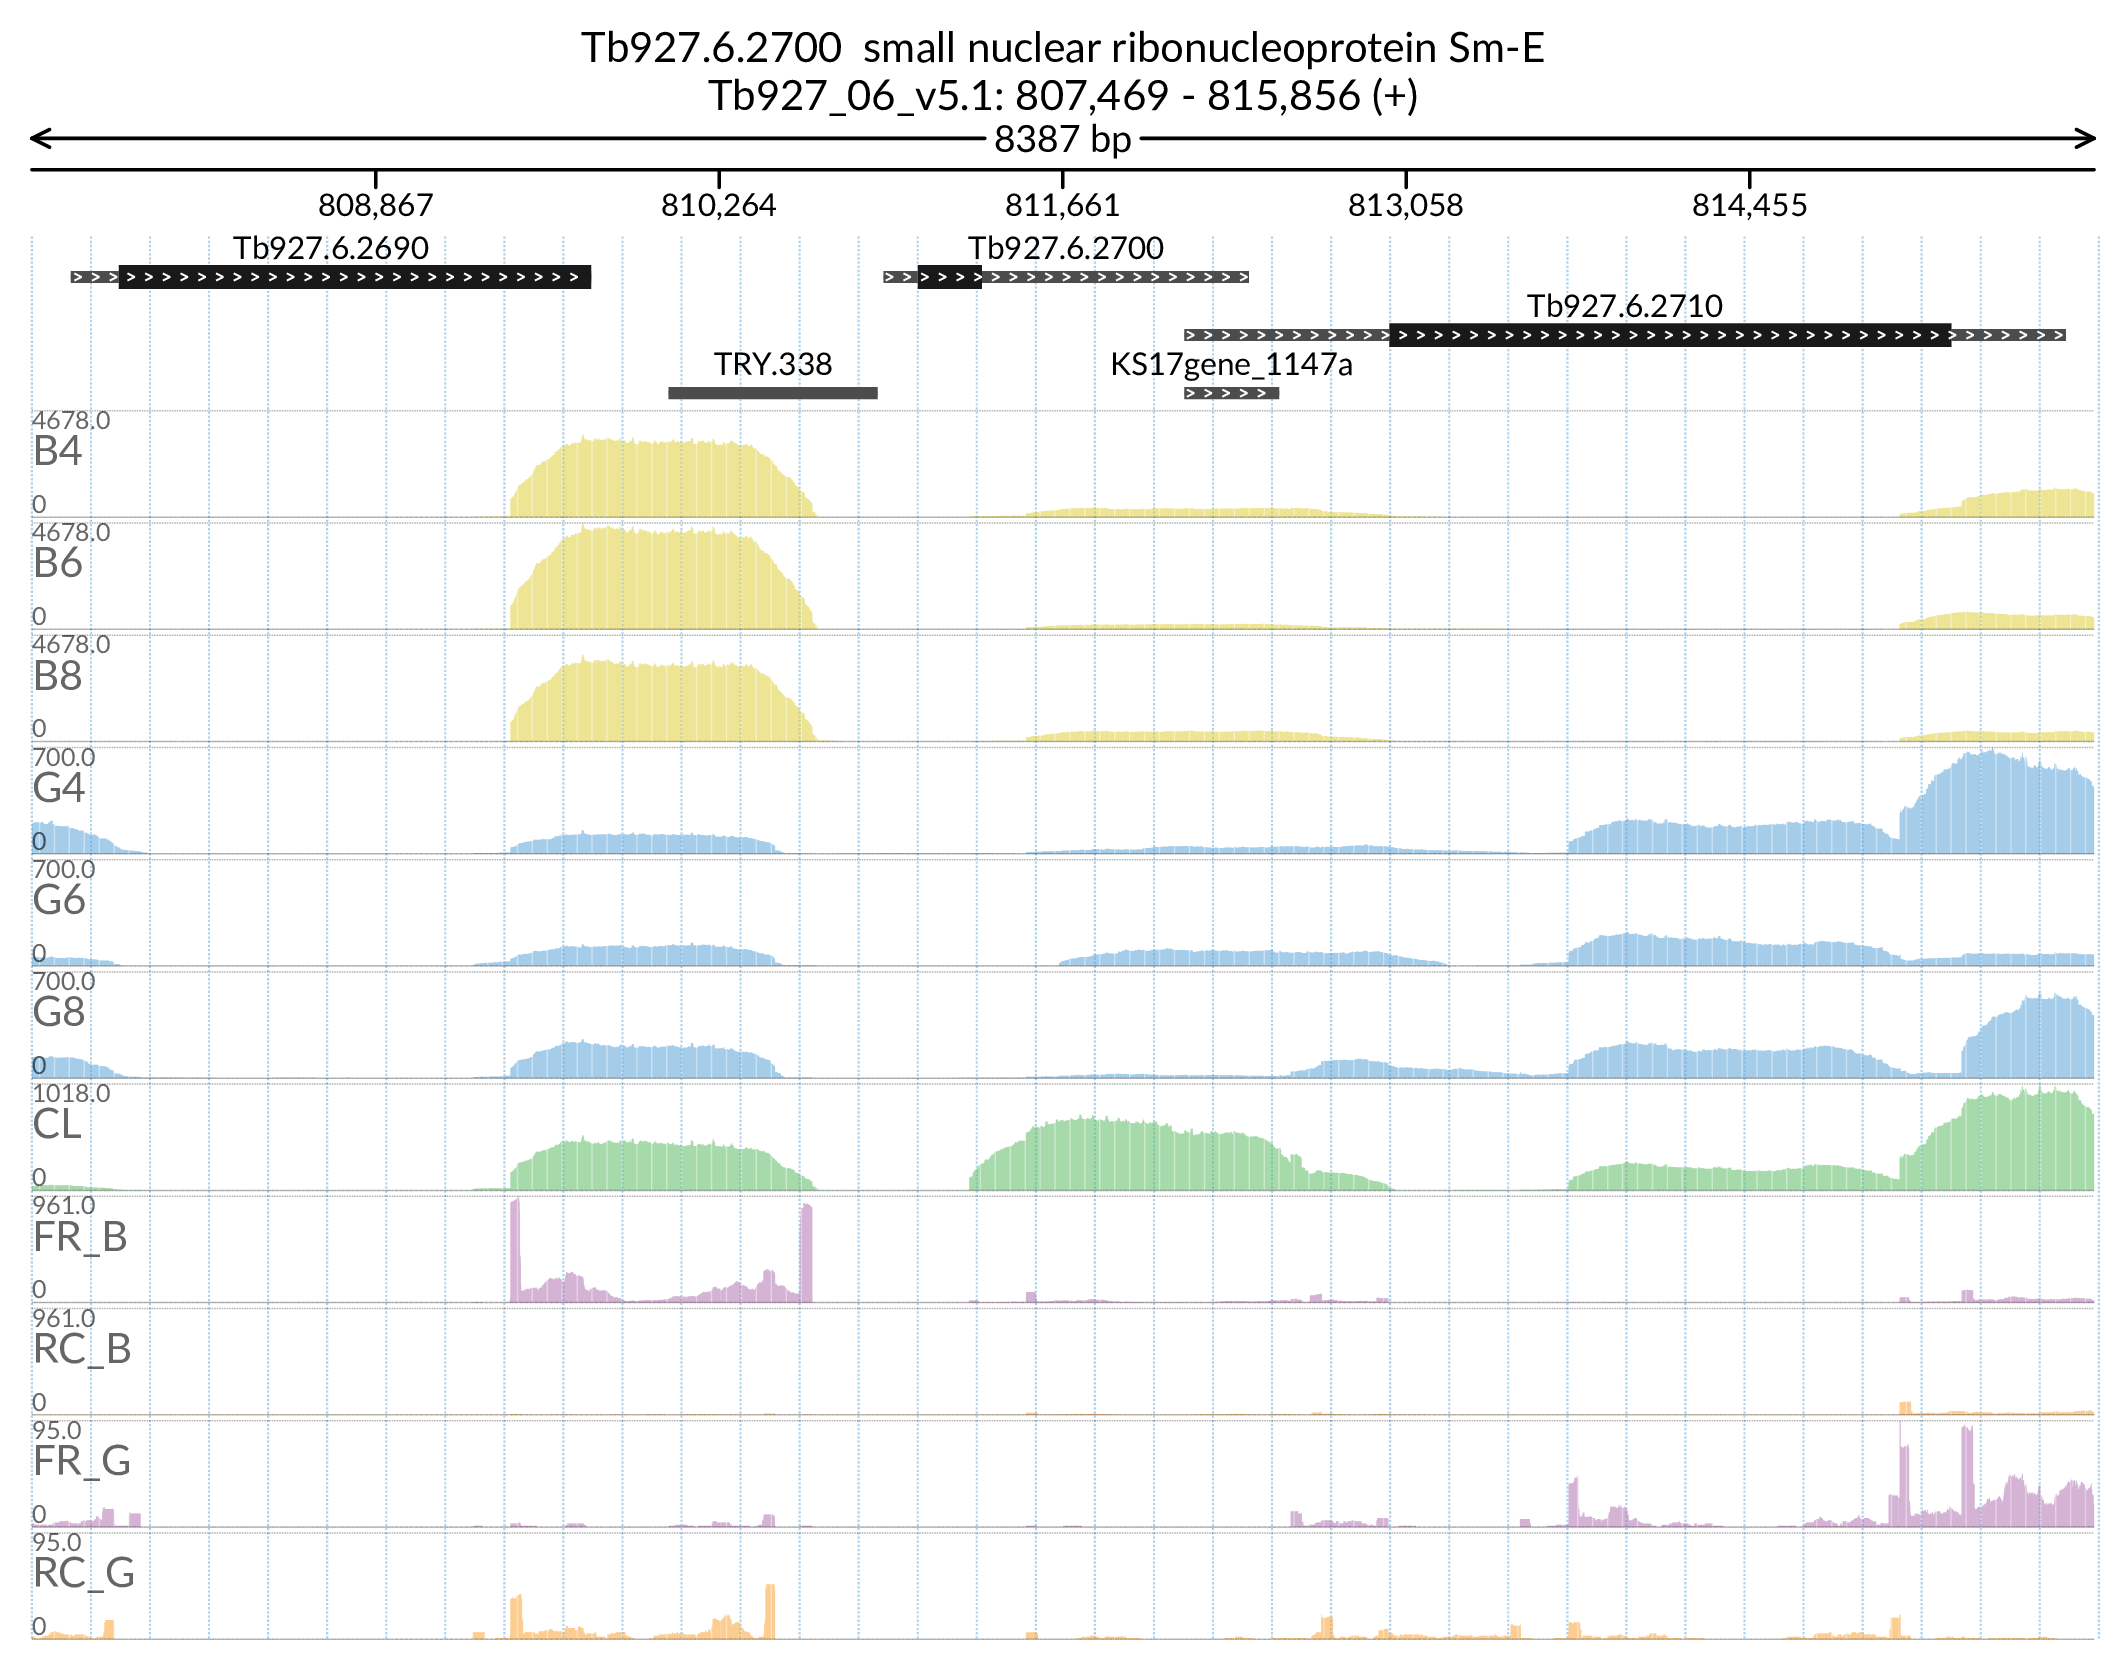 Tb927.6.2700  small nuclear ribonucleoprotein Sm-E
Tb927_06_v5.1: 807,469 - 815,856 (+)
8387 bp
808,867 810,264 811,661 813,058 814,455
Tb927.6.2690 Tb927.6.2700
Tb927.6.2710
TRY.338 KS17gene_1147a
4678.0
B4
0
4678.0
B6
0
4678.0
B8
0
700.0
G4
0
700.0
G6
0
700.0
G8
0
1018.0
CL
0
961.0
FR_B
0
961.0
RC_B
0
95.0
FR_G
0
95.0
RC_G
0